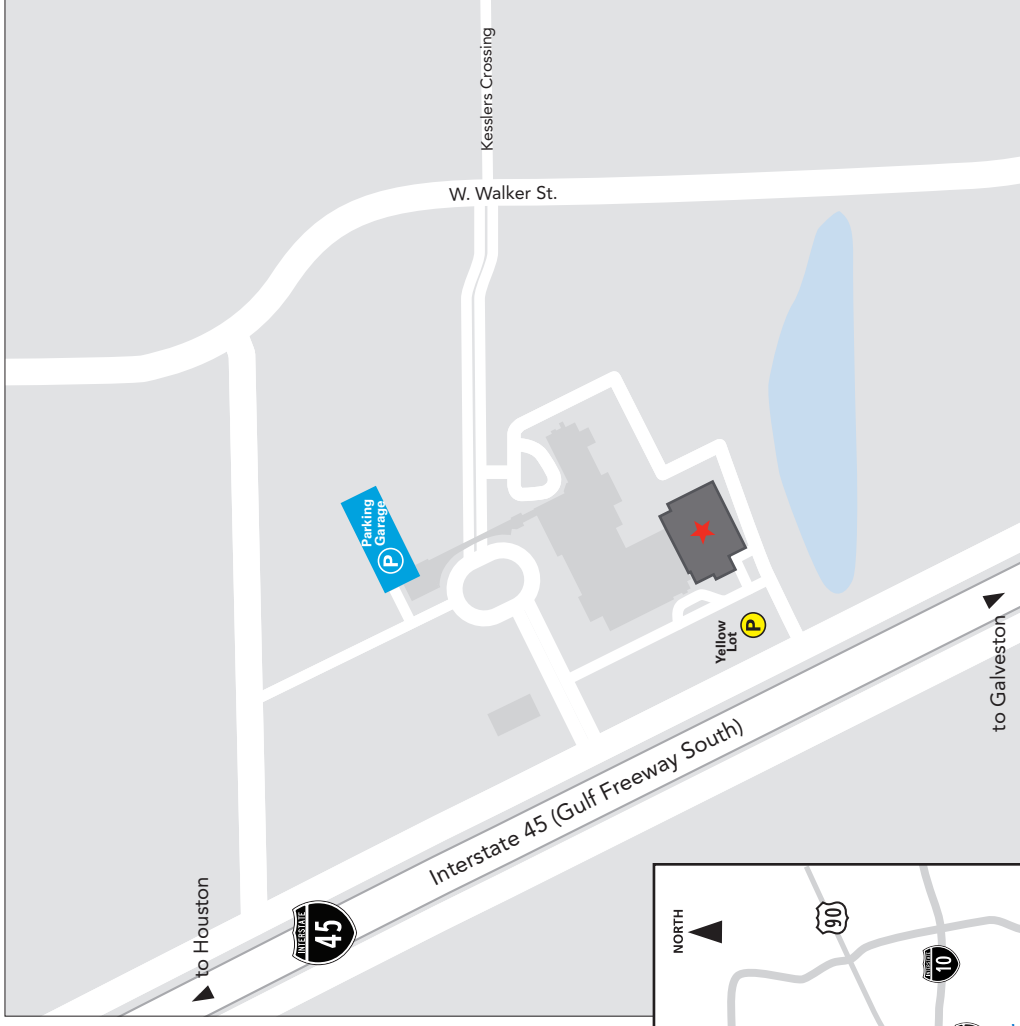 Kesslers Crossing
W. Walker St.
Parking
Garage
P
Yellow
Lot
P
to Galveston
Interstate 45 (Gulf Freeway South)
to Houston
INTERSTATE
45
NORTH
90
INTERSTATE
10